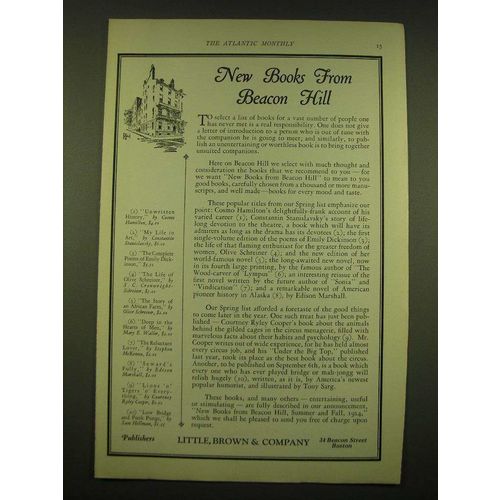 THE ATLANTIC MONTHLY
15
New Books From
Beacon Hill
TO select a list of books for a vast number of people one
has never met is a real responsibility. One does not give
a letter of introduction to a person who is out of tune with
the companion he is going to meet; and similarly, to pub-
lish an unentertaining or worthless book is to bring together
unsuited companions.
Here on Beacon Hill we select with much thought and
consideration the books that we recommend to you — for
we want "New Books from Beacon Hill" to mean to you
good books, carefully chosen from a thousand or more manu-
scripts, and well made — books for every mood and taste.
These popular titles from our Spring list emphasize our
point: Cosmo Hamilton's delightfully-frank account of his
varied career (1); Constantin Stanislavsky's story of life-
long devotion to the theatre, a book which will have its
admirers as long as the drama has its devotees (2); the first
single-volume edition of the poems of Emily Dickinson (3);
the life of that flaming enthusiast for the greater freedom
of women, Olive Schreiner (4); and the new edition of her
world-famous novel (5); the long-awaited new novel, now
in its fourth large printing, by the famous author of "The
Wood-carver of 'Lympus" (6); an interesting reissue of the
first novel written by the future author of "Sonia" and
"Vindication" (7); and a remarkable novel of American
pioneer history in Alaska (8), by Edison Marshall.
Our Spring list afforded a foretaste of the good things
to come later in the year. One such treat has just been pub-
lished — Courtney Ryley Cooper's book about the animals
behind the gilded cages in the circus menagerie, filled with
marvelous facts about their habits and psychology (9). Mr.
Cooper writes out of wide experience, for he has held almost
every circus job, and his "Under the Big Top," published
last year, took its place as the best book about the circus.
Another, to be published on September 6th, is a book which
every one who has ever played bridge or mah-jongg will
relish hugely (10), written, as it is, by America's newest
popular humorist, and illustrated by Tony Sarg.
These books, and many others — entertaining, useful
or stimulating — are fully described in our announcement,
"New Books from Beacon Hill, Summer and Fall, 1924,"
which we shall be pleased to send you free of charge upon
request.
(1) "Unwritten
History," by Cosmo
Hamilton,
(2) "My Life in
Art," by Constantin
Stanislavsky,
(3) The Complete
Poems of Emily Dick-
inson,
(4) "The Life of
Olive Schreiner," by
S. C. Cronwright-
Schreiner,
(5) "The Story of
an African Farm," by
Olive Schreiner,
(6) "Deep in the
Hearts of Men," by
Mary E. Waller,
(7) "The Reluctant
Lover," by Stephen
McKenna,
(8) "Seward's
Folly," by Edison
Marshall,
(9) "Lions 'n'
Tigers 'n' Every-
thing," by Courtney
Ryley Cooper,
(10) "Low Bridge
and Punk Pungs," by
Sam Hellman,
Publishers
LITTLE, BROWN & COMPANY
34 Beacon Street
Boston